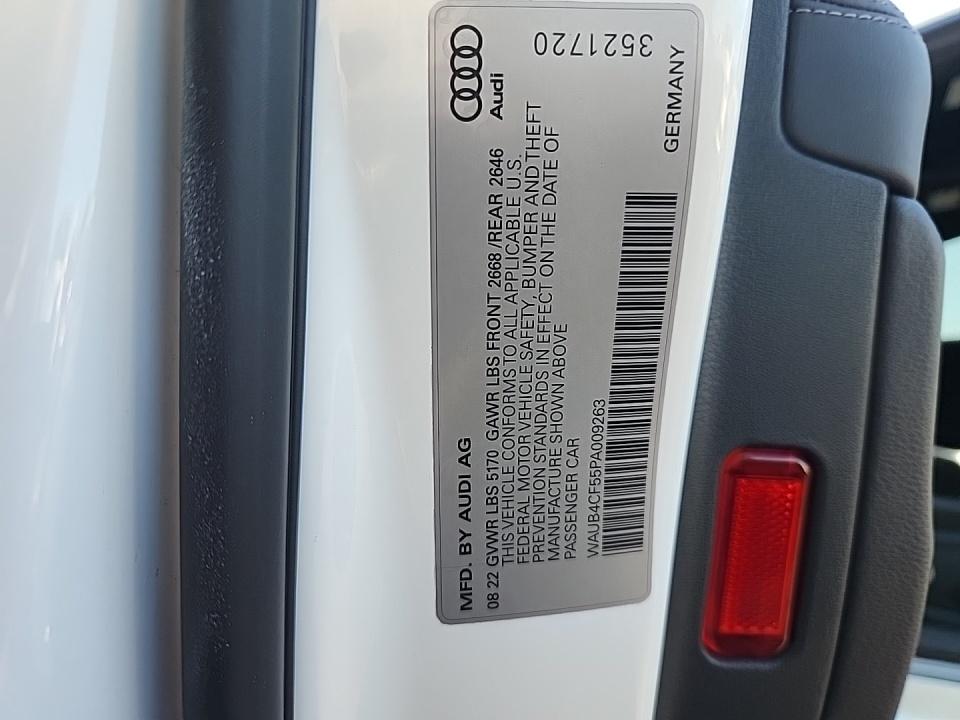 MFD. BY AUDI AG
Audi
08 22 GVWR LBS 5170 GAWR LBS FRONT 2668 /REAR 2646
THIS VEHICLE CONFORMS TO ALL APPLICABLE U.S.
FEDERAL MOTOR VEHICLE SAFETY, BUMPER AND THEFT
PREVENTION STANDARDS IN EFFECT ON THE DATE OF
MANUFACTURE SHOWN ABOVE
PASSENGER CAR
WAUB4CF55PA009263
3521720
GERMANY